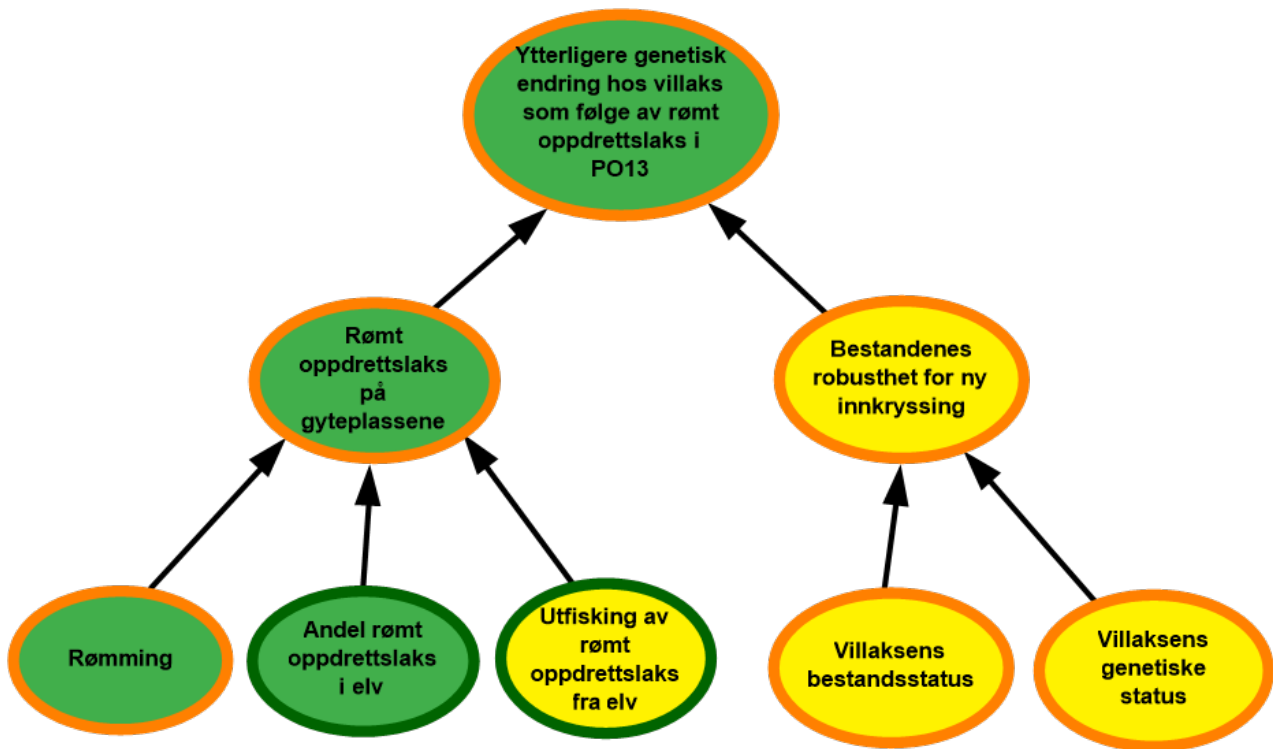 Ytterligere genetisk
endring hos villaks
som følge av rømt
oppdrettslaks i
PO13
Rømt
oppdrettslaks
på
gyteplassene
Bestandenes
robusthet for ny
innkryssing
Rømming
Andel rømt
oppdrettslaks
i elv
Utfisking av
rømt
oppdrettslaks
fra elv
Villaksens
bestandsstatus
Villaksens
genetiske
status